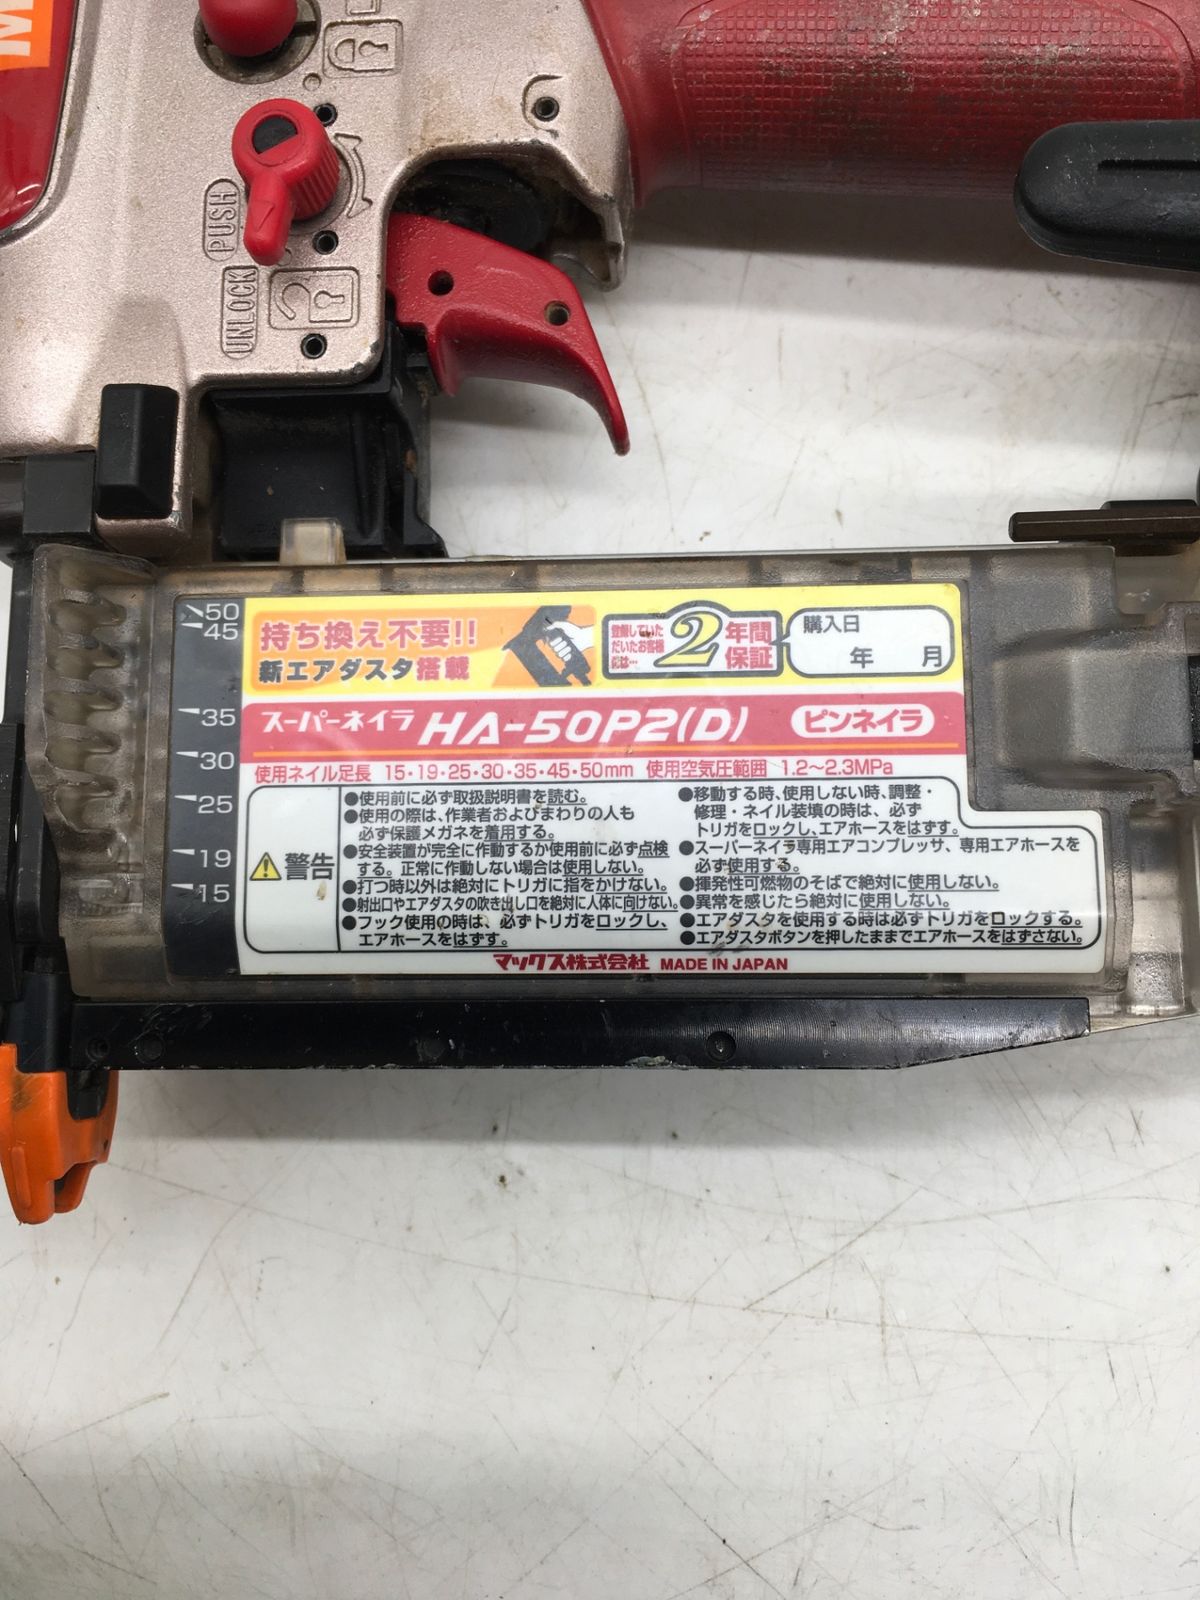 M
PUSH
UNLOCK
50
45
35
30
25
19
15
持ち換え不要!!
新エアダスタ搭載
登録していた
だいたお客様
には…
2年間
保証
購入日
年 月
スーパーネイラ HA-50P2(D) ピンネイラ
使用ネイル足長 15・19・25・30・35・45・50mm 使用空気圧範囲 1.2〜2.3MPa
警告
●使用前に必ず取扱説明書を読む。
●使用の際は、作業者およびまわりの人も
必ず保護メガネを着用する。
●安全装置が完全に作動するか使用前に必ず点検
する。正常に作動しない場合は使用しない。
●打つ時以外は絶対にトリガに指をかけない。
●射出口やエアダスタの吹き出し口を絶対に人体に向けない。
●フック使用の時は、必ずトリガをロックし、
エアホースをはずす。
●移動する時、使用しない時、調整・
修理・ネイル装填の時は、必ず
トリガをロックし、エアホースをはずす。
●スーパーネイラ専用エアコンプレッサ、専用エアホースを
必ず使用する。
●揮発性可燃物のそばで絶対に使用しない。
●異常を感じたら絶対に使用しない。
●エアダスタを使用する時は必ずトリガをロックする。
●エアダスタボタンを押したままでエアホースをはずさない。
マックス株式会社 MADE IN JAPAN